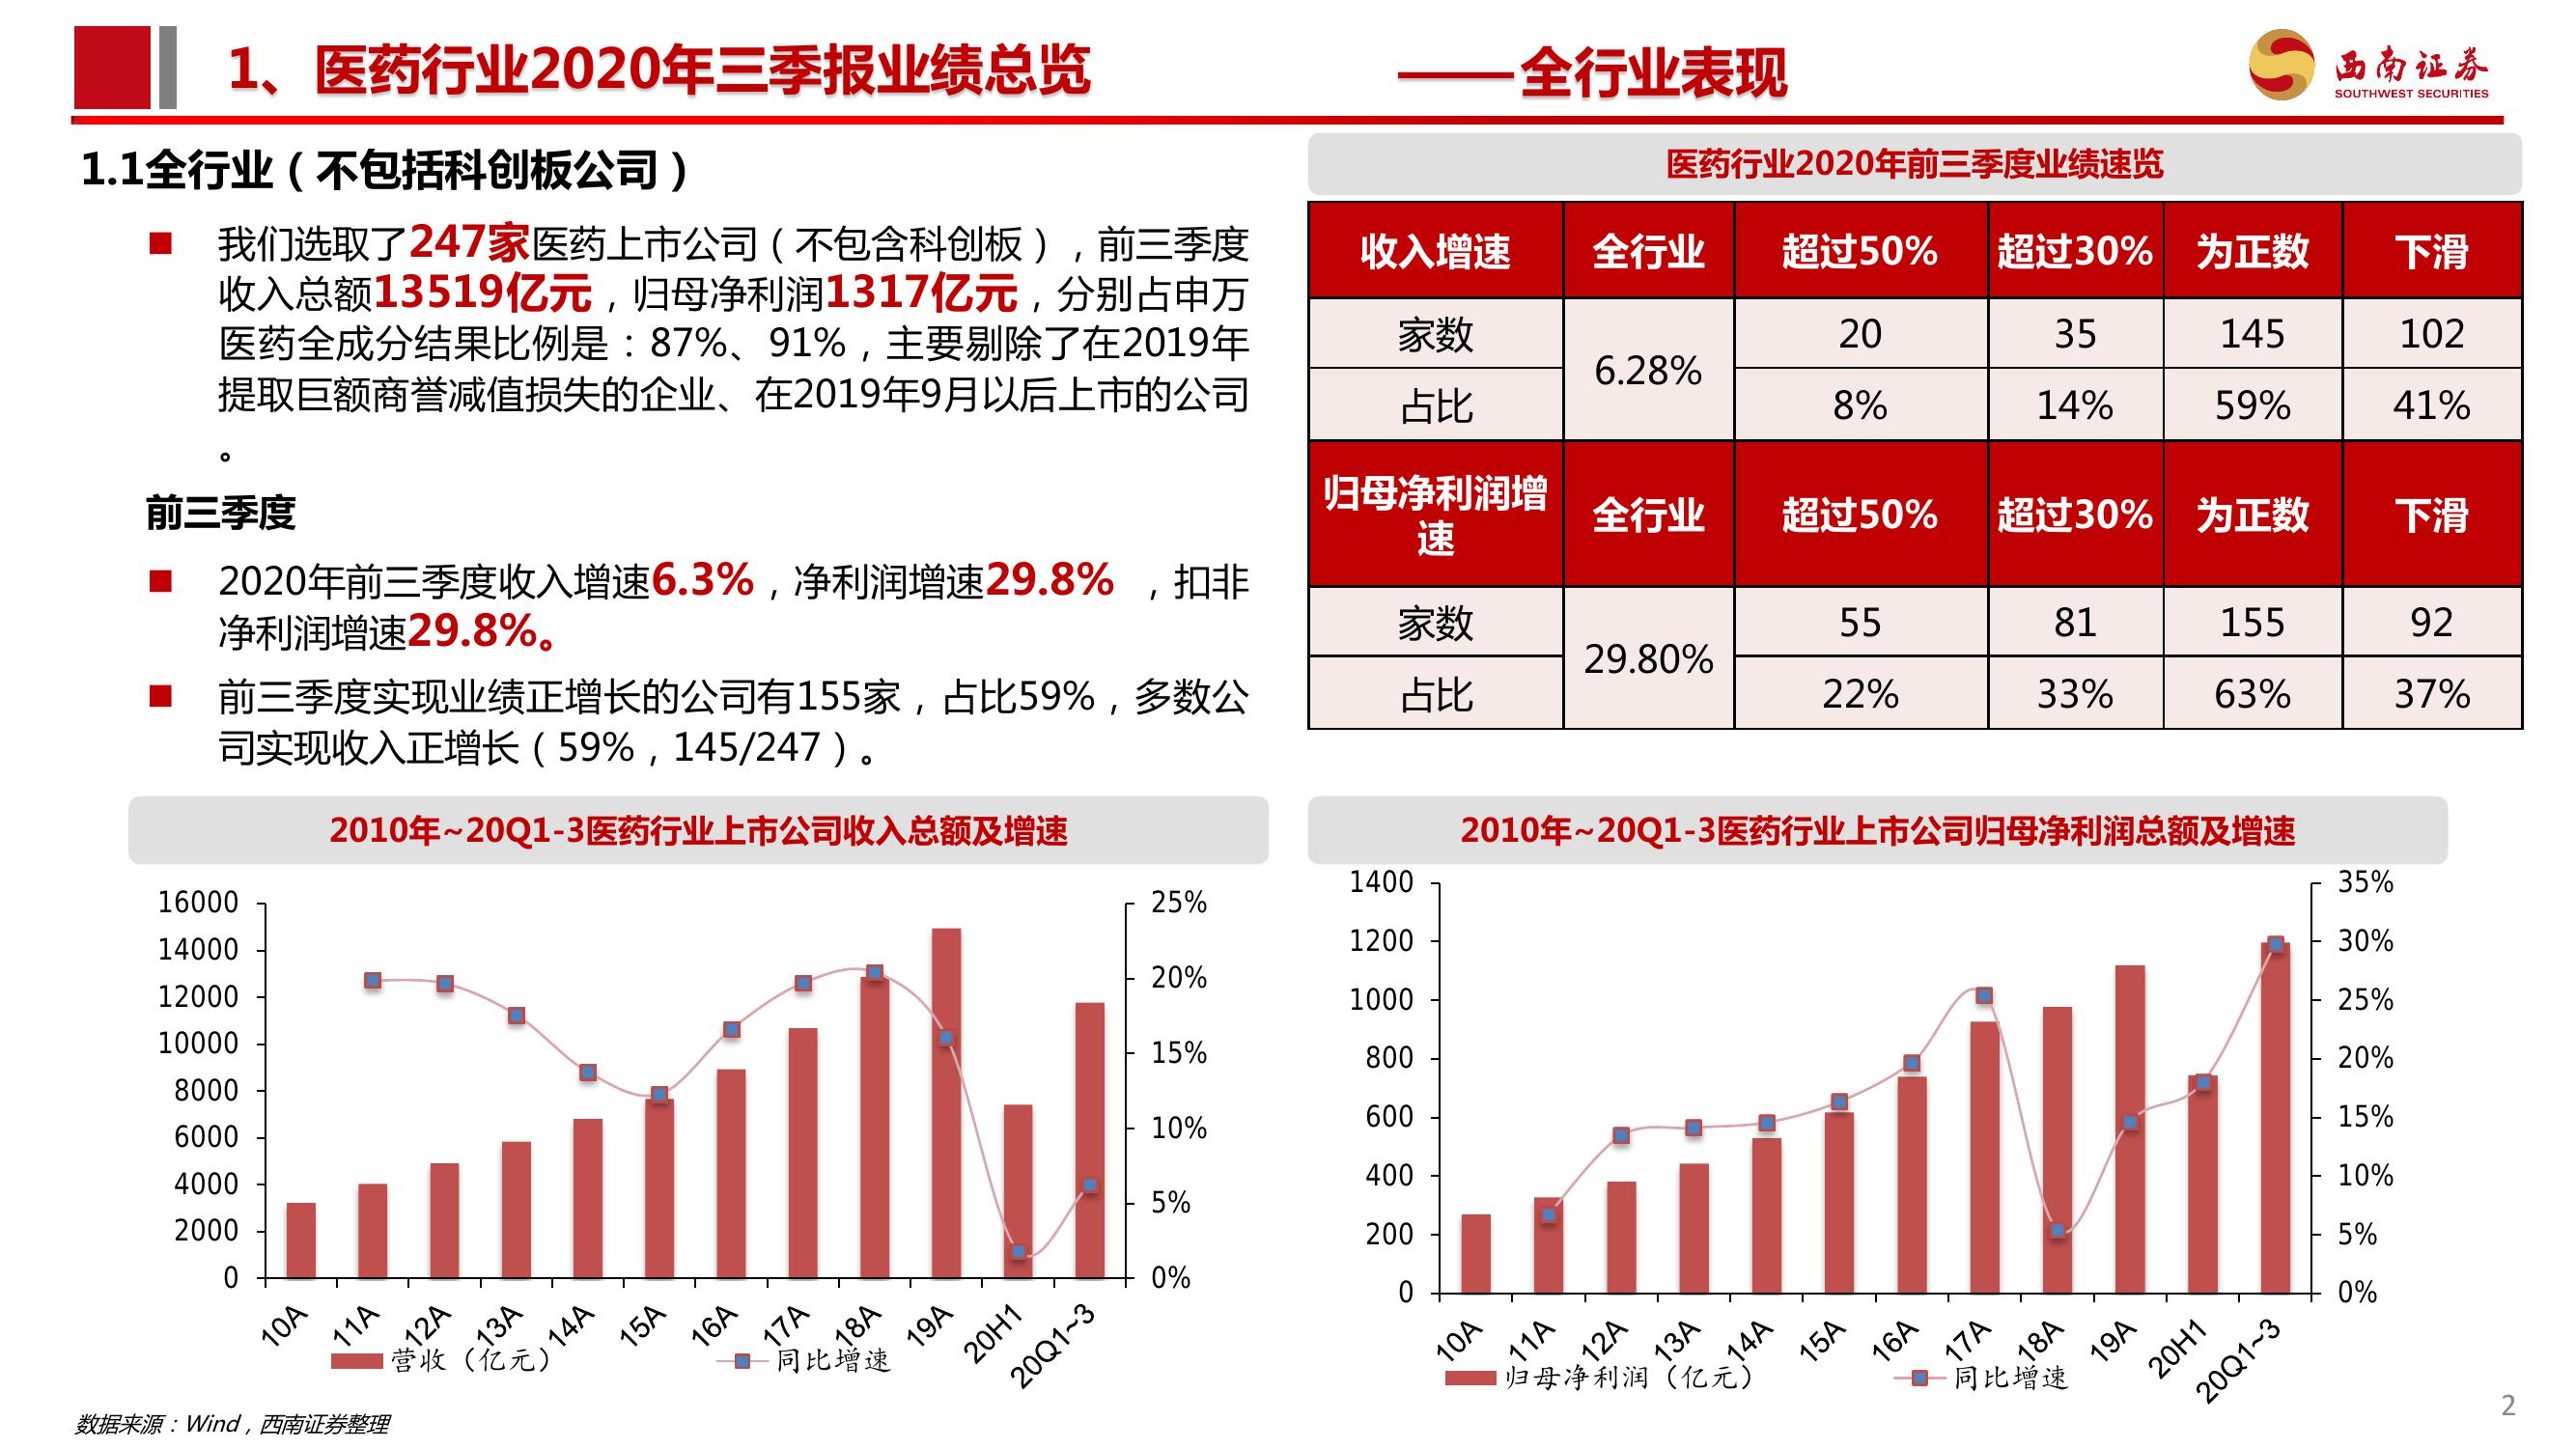 1、医药行业2020年三季报业绩总览 ——全行业表现
西南证券
SOUTHWEST SECURITIES
1.1全行业（不包括科创板公司）
■ 我们选取了247家医药上市公司（不包含科创板），前三季度
收入总额13519亿元，归母净利润1317亿元，分别占申万
医药全成分结果比例是：87%、91%，主要剔除了在2019年
提取巨额商誉减值损失的企业、在2019年9月以后上市的公司
。
前三季度
■ 2020年前三季度收入增速6.3%，净利润增速29.8% ，扣非
净利润增速29.8%。
■ 前三季度实现业绩正增长的公司有155家，占比59%，多数公
司实现收入正增长（59%，145/247）。
医药行业2020年前三季度业绩速览
收入增速 全行业 超过50% 超过30% 为正数 下滑
家数 6.28% 20 35 145 102
占比 8% 14% 59% 41%
归母净利润增
速 全行业 超过50% 超过30% 为正数 下滑
家数 29.80% 55 81 155 92
占比 22% 33% 63% 37%
2010年~20Q1-3医药行业上市公司收入总额及增速
16000
14000
12000
10000
8000
6000
4000
2000
0
25%
20%
15%
10%
5%
0%
10A 11A 12A 13A 14A 15A 16A 17A 18A 19A 20H1 20Q1~3
营收（亿元） 同比增速
2010年~20Q1-3医药行业上市公司归母净利润总额及增速
1400
1200
1000
800
600
400
200
0
35%
30%
25%
20%
15%
10%
5%
0%
10A 11A 12A 13A 14A 15A 16A 17A 18A 19A 20H1 20Q1~3
归母净利润（亿元） 同比增速
数据来源：Wind，西南证券整理
2